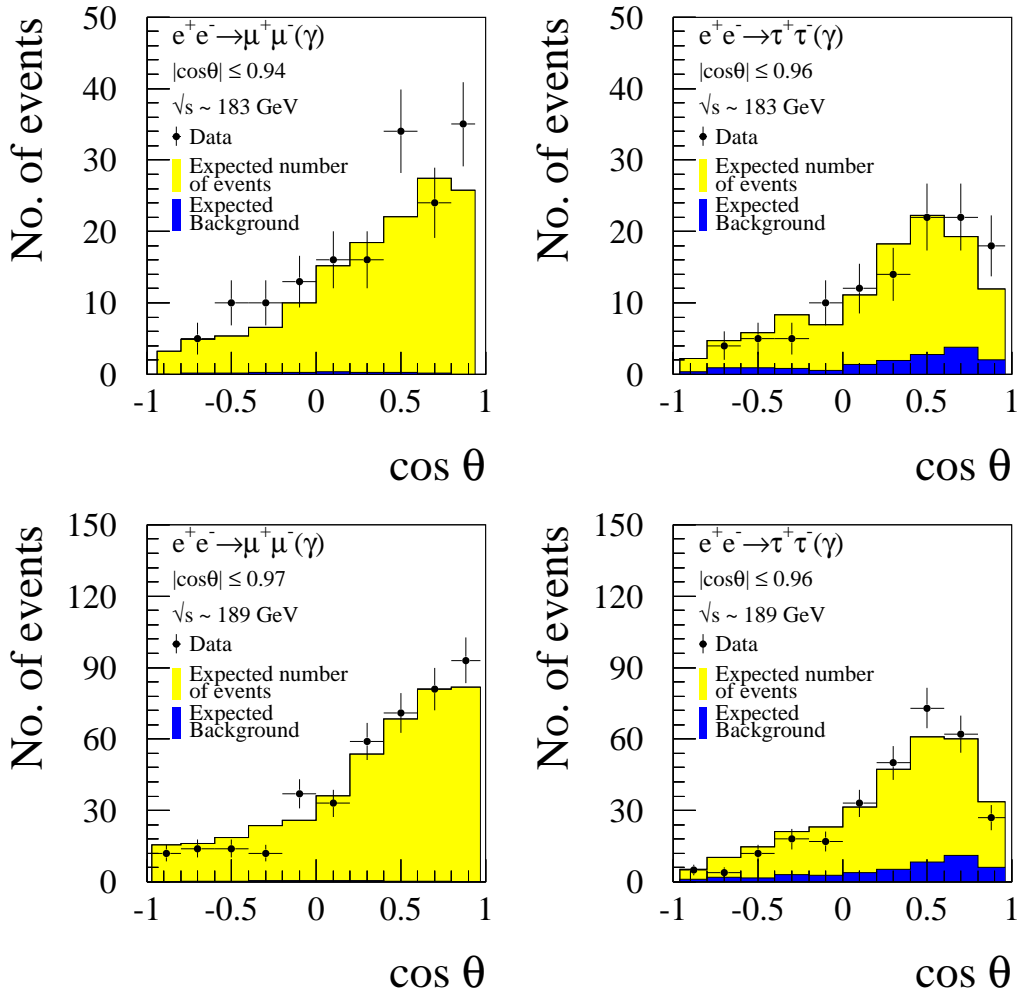 No. of events
50
40
30
20
10
0
e⁺e⁻→μ⁺μ⁻(γ)
|cosθ| ≤ 0.94
√s ~ 183 GeV
Data
Expected number
of events
Expected
Background
-1 -0.5 0 0.5 1
cos θ
No. of events
50
40
30
20
10
0
e⁺e⁻→τ⁺τ⁻(γ)
|cosθ| ≤ 0.96
√s ~ 183 GeV
Data
Expected number
of events
Expected
Background
-1 -0.5 0 0.5 1
cos θ
No. of events
150
120
90
60
30
0
e⁺e⁻→μ⁺μ⁻(γ)
|cosθ| ≤ 0.97
√s ~ 189 GeV
Data
Expected number
of events
Expected
Background
-1 -0.5 0 0.5 1
cos θ
No. of events
150
120
90
60
30
0
e⁺e⁻→τ⁺τ⁻(γ)
|cosθ| ≤ 0.96
√s ~ 189 GeV
Data
Expected number
of events
Expected
Background
-1 -0.5 0 0.5 1
cos θ